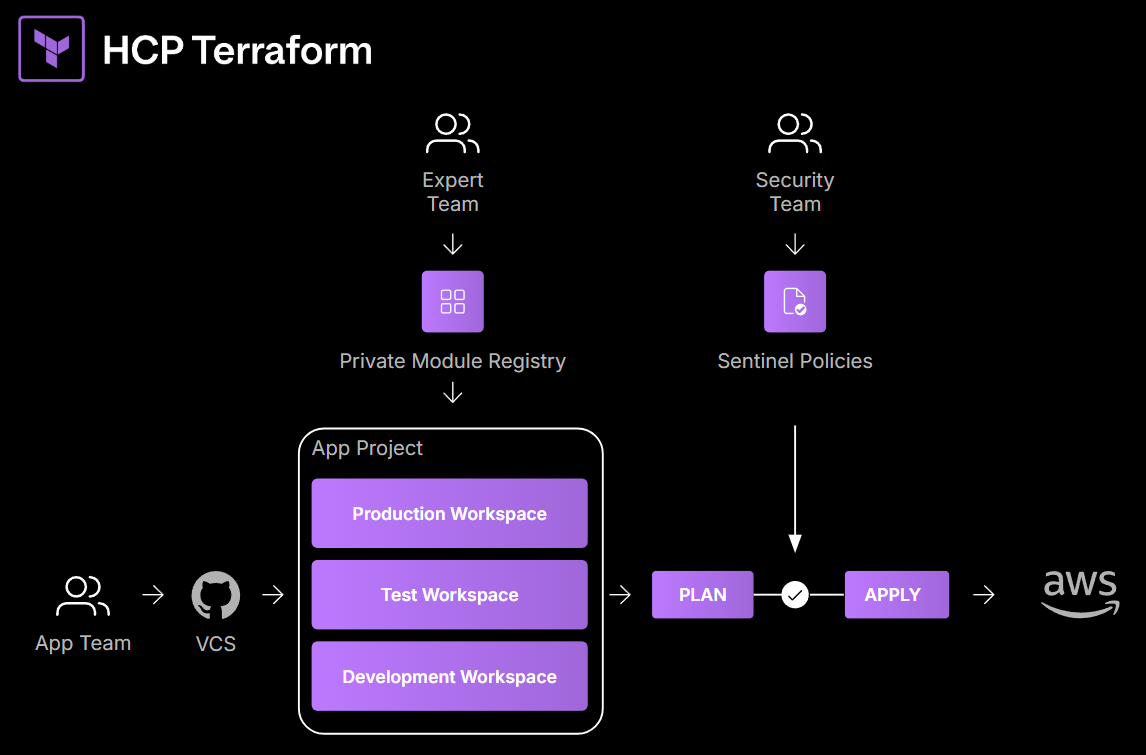 HCP Terraform
Expert
Team
Security
Team
Private Module Registry
Sentinel Policies
App Project
Production Workspace
Test Workspace
Development Workspace
App Team
VCS
PLAN
APPLY
aws